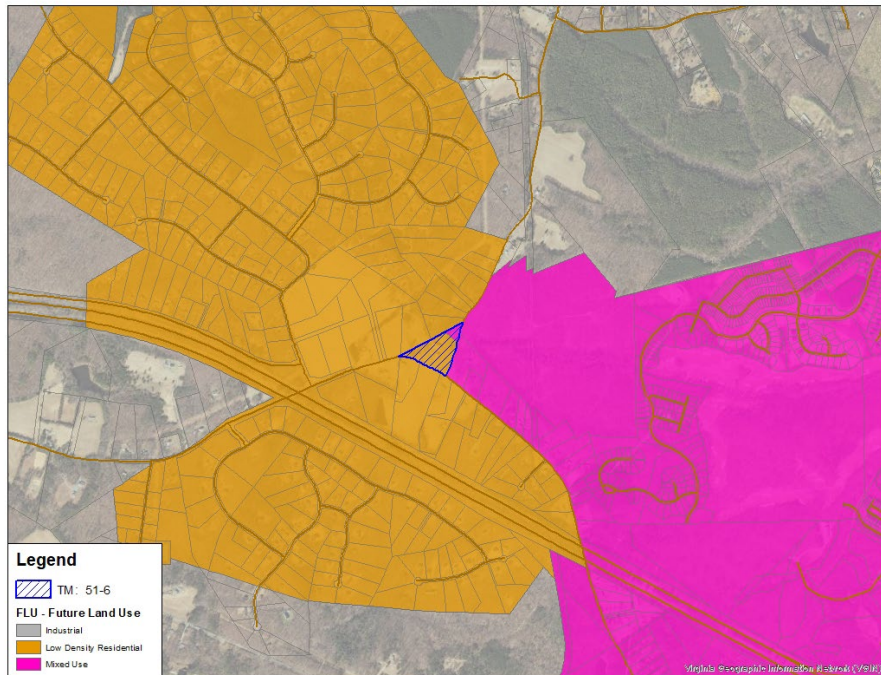 Legend
TM: 51-6
FLU - Future Land Use
Industrial
Low Density Residential
Mixed Use
Virginia Geographic Information Network (VGIN)